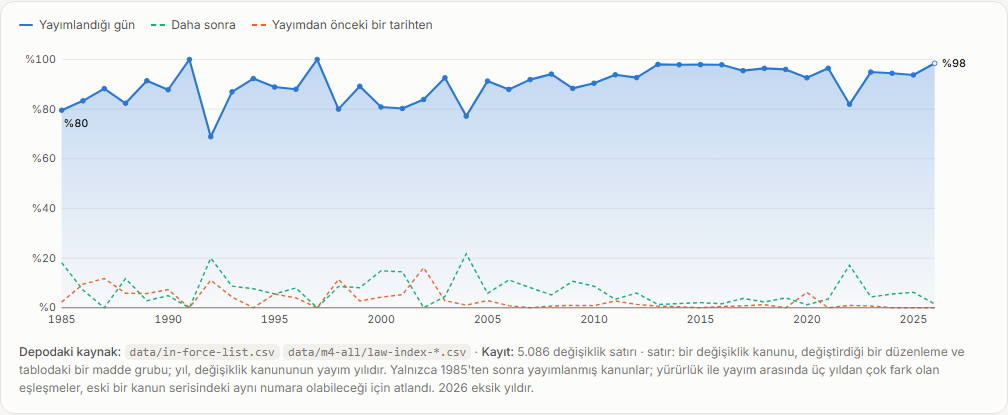 Yayımlandığı gün Daha sonra Yayımdan önceki bir tarihten
%100
%98
%80
%80
%60
%40
%20
%0
1985 1990 1995 2000 2005 2010 2015 2020 2025
Depodaki kaynak: data/in-force-list.csv data/m4-all/law-index-*.csv · Kayıt: 5.086 değişiklik satırı · satır: bir değişiklik kanunu, değiştirdiği bir düzenleme ve
tablodaki bir madde grubu; yıl, değişiklik kanununun yayım yılıdır. Yalnızca 1985'ten sonra yayımlanmış kanunlar; yürürlük ile yayım arasında üç yıldan çok fark olan
eşleşmeler, eski bir kanun serisindeki aynı numara olabileceği için atlandı. 2026 eksik yıldır.